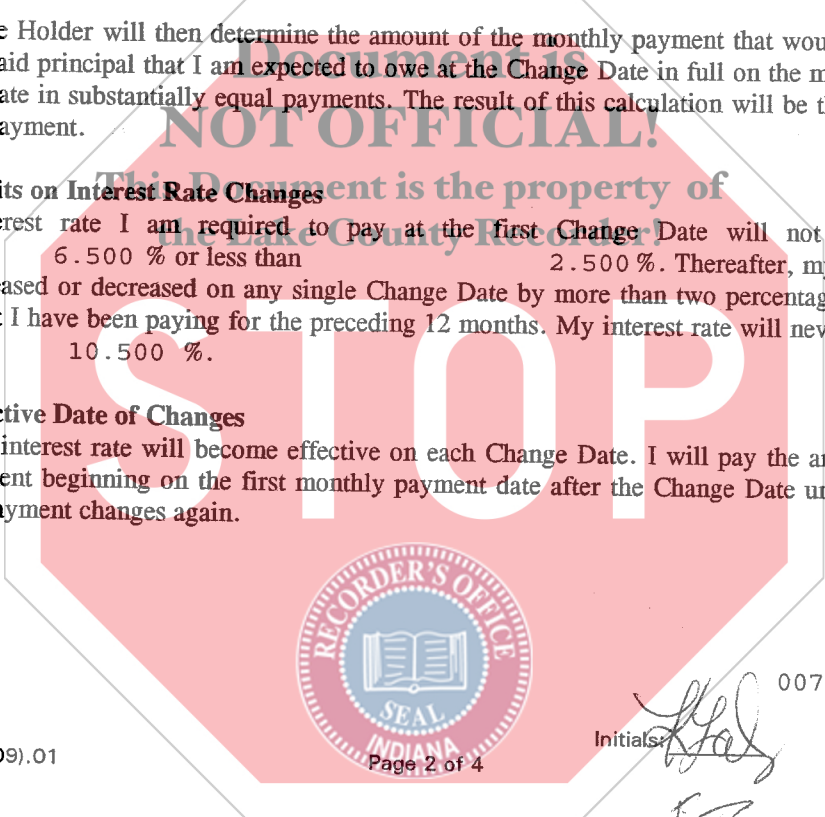 e Holder will then determine the amount of the monthly payment that wou
aid principal that I am expected to owe at the Change Date in full on the m
ate in substantially equal payments. The result of this calculation will be t
ayment.
Document is
NOT OFFICIAL!
This Document is the property of
the Lake County Recorder!
its on Interest Rate Changes
erest rate I am required to pay at the first Change Date will not
6.500 % or less than 2.500 %. Thereafter, my
ased or decreased on any single Change Date by more than two percentag
t I have been paying for the preceding 12 months. My interest rate will nev
10.500 %.
STOP
ctive Date of Changes
interest rate will become effective on each Change Date. I will pay the a
ent beginning on the first monthly payment date after the Change Date un
ayment changes again.
RECORDER'S OFFICE
SEAL
INDIANA
007
Initials:
09).01
Page 2 of 4